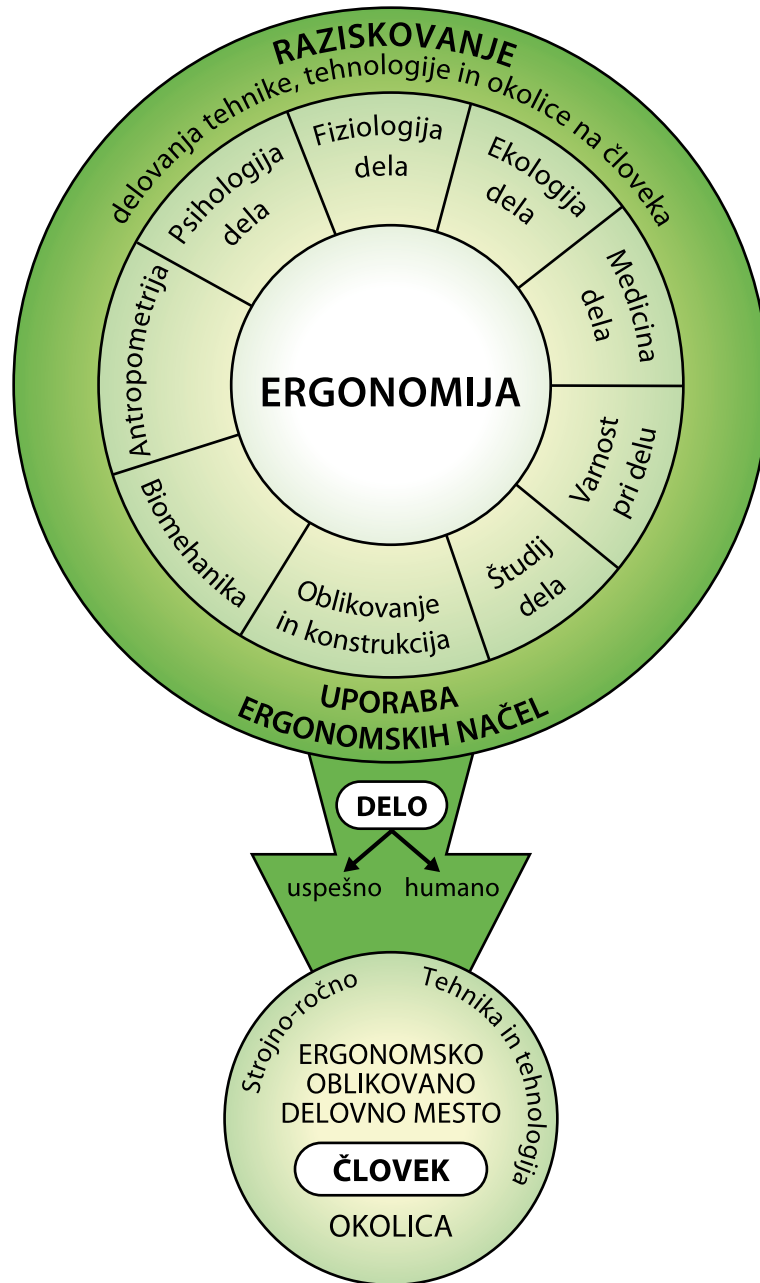 RAZISKOVANJE
delovanja tehnike, tehnologije in okolice na človeka
Fiziologija
dela
Ekologija
dela
Medicina
dela
Varnost
pri delu
Študij
dela
Oblikovanje
in konstrukcija
Biomehanika
Antropometrija
Psihologija
dela
ERGONOMIJA
UPORABA
ERGONOMSKIH NAČEL
DELO
uspešno humano
Strojno-ročno
Tehnika in tehnologija
ERGONOMSKO
OBLIKOVANO
DELOVNO MESTO
ČLOVEK
OKOLICA